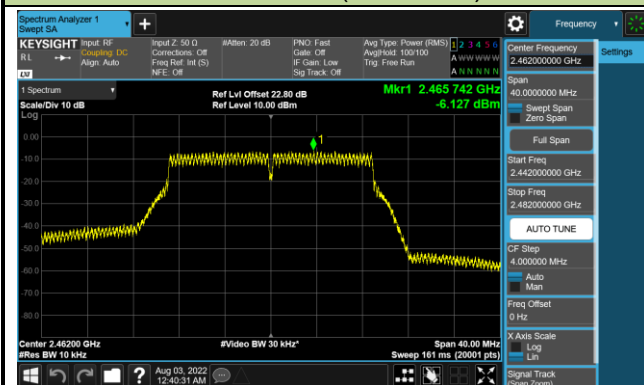 Spectrum Analyzer 1
Swept SA
+
Frequency
KEYSIGHT
Input: RF
Input Z: 50 Ω
#Atten: 20 dB
PNO: Fast
Avg Type: Power (RMS)
1 2 3 4 5 6
RL
Coupling: DC
Corrections: Off
Gate: Off
Avg|Hold: 100/100
A W W W W W
Align: Auto
Freq Ref: Int (S)
IF Gain: Low
Trig: Free Run
NFE: Off
Sig Track: Off
A N N N N N
LXI
Center Frequency
2.462000000 GHz
Settings
1 Spectrum
Ref Lvl Offset 22.80 dB
Mkr1 2.465 742 GHz
Scale/Div 10 dB
Ref Level 10.00 dBm
-6.127 dBm
Log
Span
40.0000000 MHz
Swept Span
Zero Span
Full Span
Start Freq
2.442000000 GHz
Stop Freq
2.482000000 GHz
AUTO TUNE
CF Step
4.000000 MHz
Auto
Man
Freq Offset
0 Hz
X Axis Scale
Log
Lin
Signal Track
(Span Zoom)
1
0.00
-10.0
-20.0
-30.0
-40.0
-50.0
-60.0
-70.0
-80.0
Center 2.46200 GHz
#Video BW 30 kHz*
Span 40.00 MHz
#Res BW 10 kHz
Sweep 161 ms (20001 pts)
?
Aug 03, 2022
12:40:31 AM